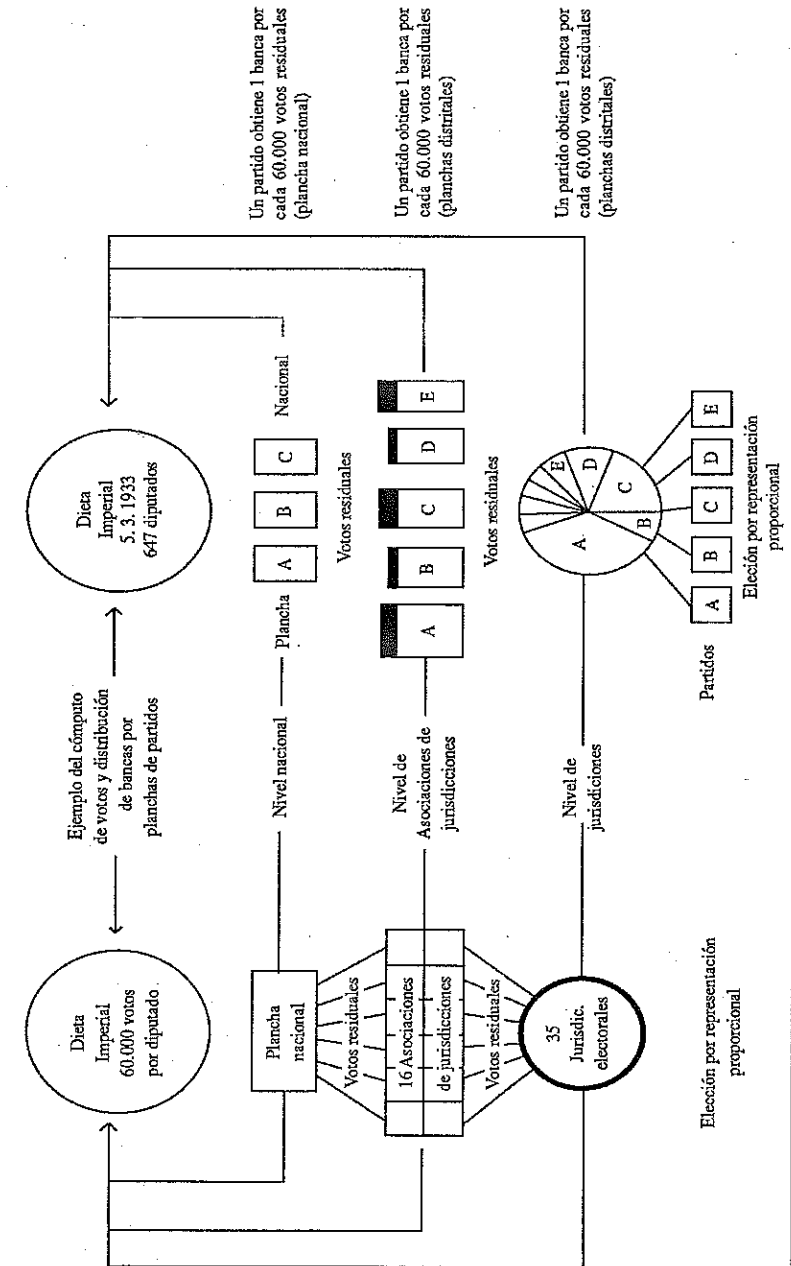 Ejemplo del cómputo
de votos y distribución
de bancas por
planchas de partidos
Dieta
Imperial
60.000 votos
por diputado
Dieta
Imperial
5. 3. 1933
647 diputados
Plancha
nacional
Nivel nacional
Plancha
A
B
C
Nacional
Un partido obtiene 1 banca por
cada 60.000 votos residuales
(plancha nacional)
Votos residuales
Votos residuales
16 Asociaciones
de jurisdicciones
Nivel de
Asociaciones de
jurisdicciones
A
B
C
D
E
Un partido obtiene 1 banca por
cada 60.000 votos residuales
(planchas distritales)
Votos residuales
Votos residuales
35
Jurisdic.
electorales
Nivel de
jurisdiciones
A
B
C
D
E
Un partido obtiene 1 banca por
cada 60.000 votos residuales
(planchas distritales)
Partidos
A
B
C
D
E
Elección por representación
proporcional
Eleción por representación
proporcional